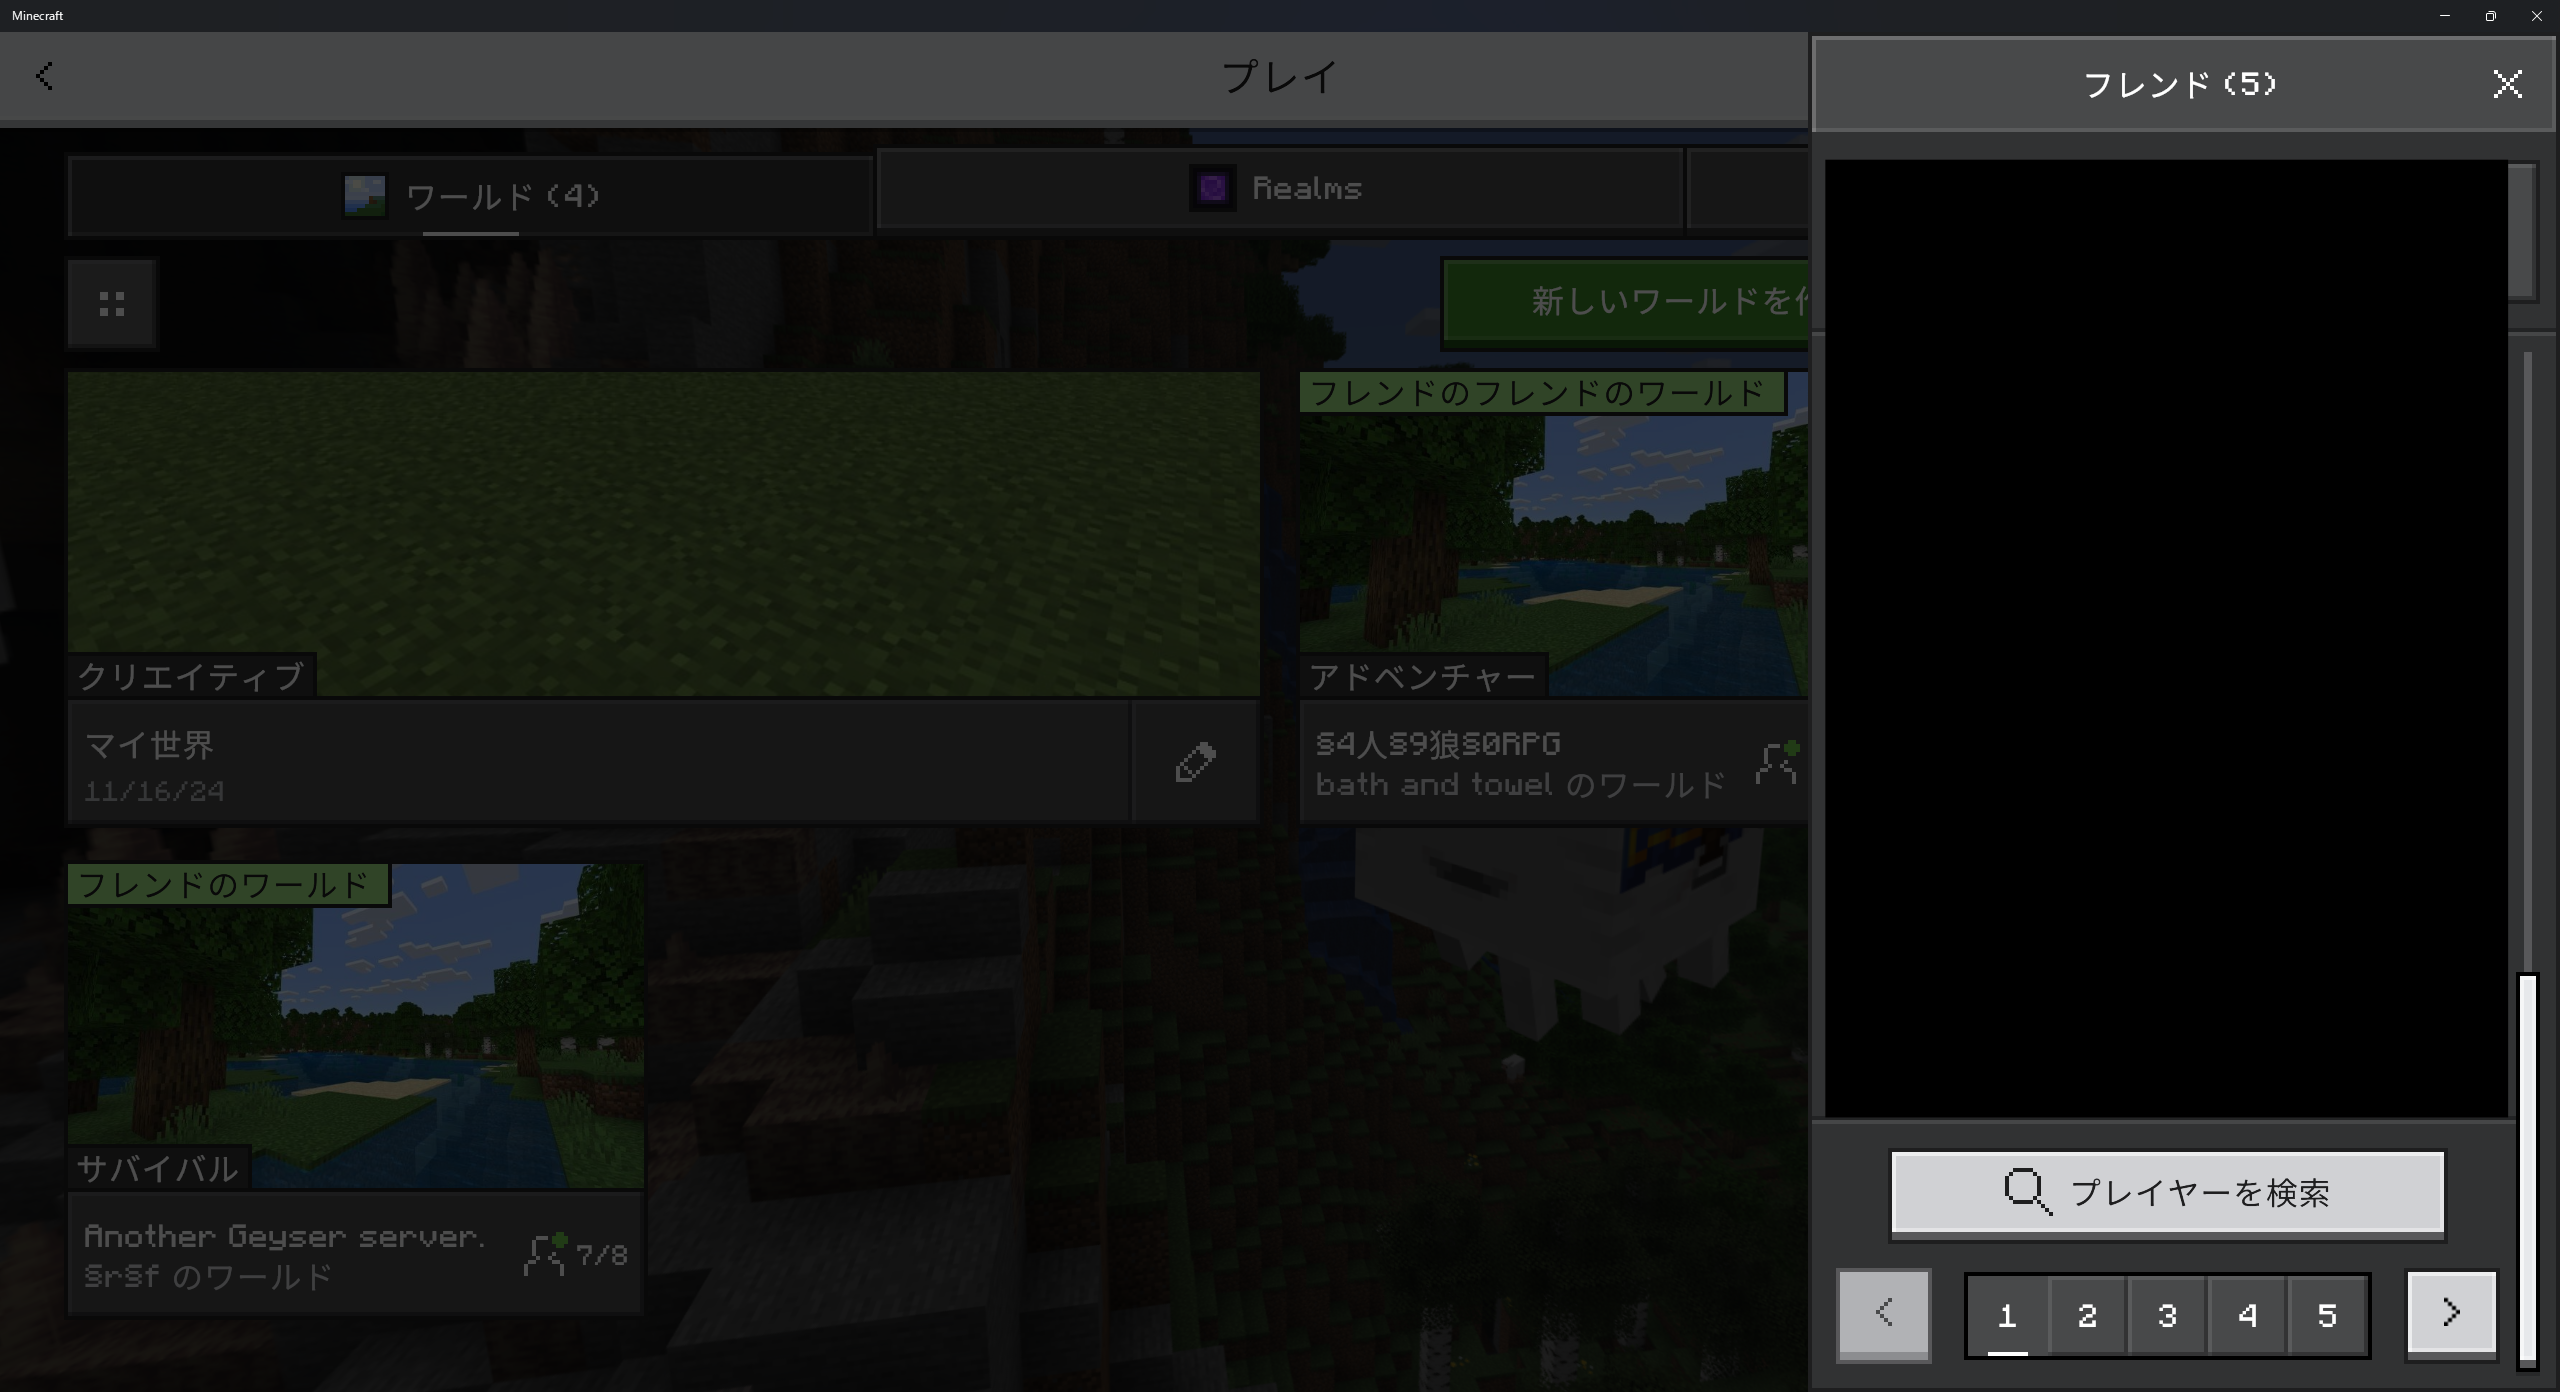 Minecraft
プレイ
フレンド (5)
ワールド (4)
Realms
新しいワールドを
フレンドのフレンドのワールド
クリエイティブ
アドベンチャー
マイ世界
11/16/24
§4人§9狼§0RPG
bath and towel のワールド
フレンドのワールド
サバイバル
Another Geyser server.
§r§f のワールド
7/8
プレイヤーを検索
1 2 3 4 5